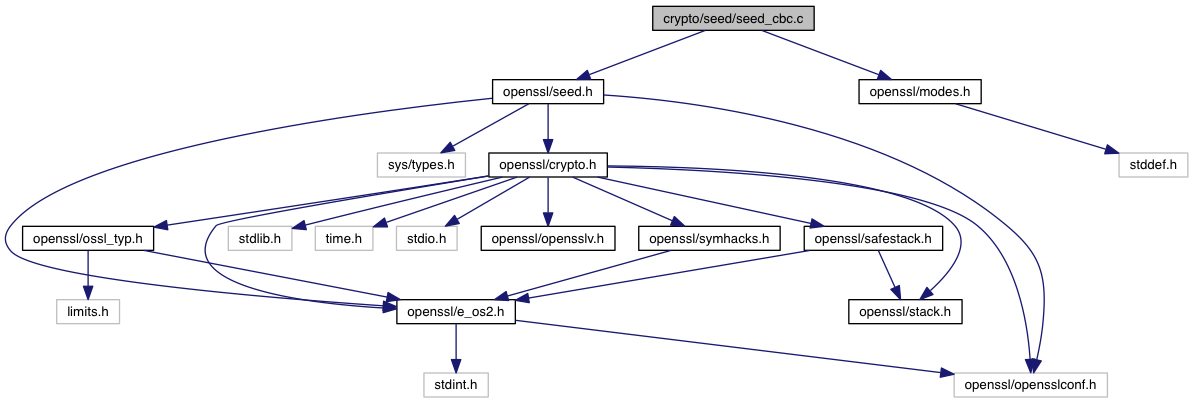 crypto/seed/seed_cbc.c
openssl/seed.h
openssl/modes.h
sys/types.h
openssl/crypto.h
stddef.h
openssl/ossl_typ.h
stdlib.h
time.h
stdio.h
openssl/opensslv.h
openssl/symhacks.h
openssl/safestack.h
limits.h
openssl/e_os2.h
openssl/stack.h
stdint.h
openssl/opensslconf.h